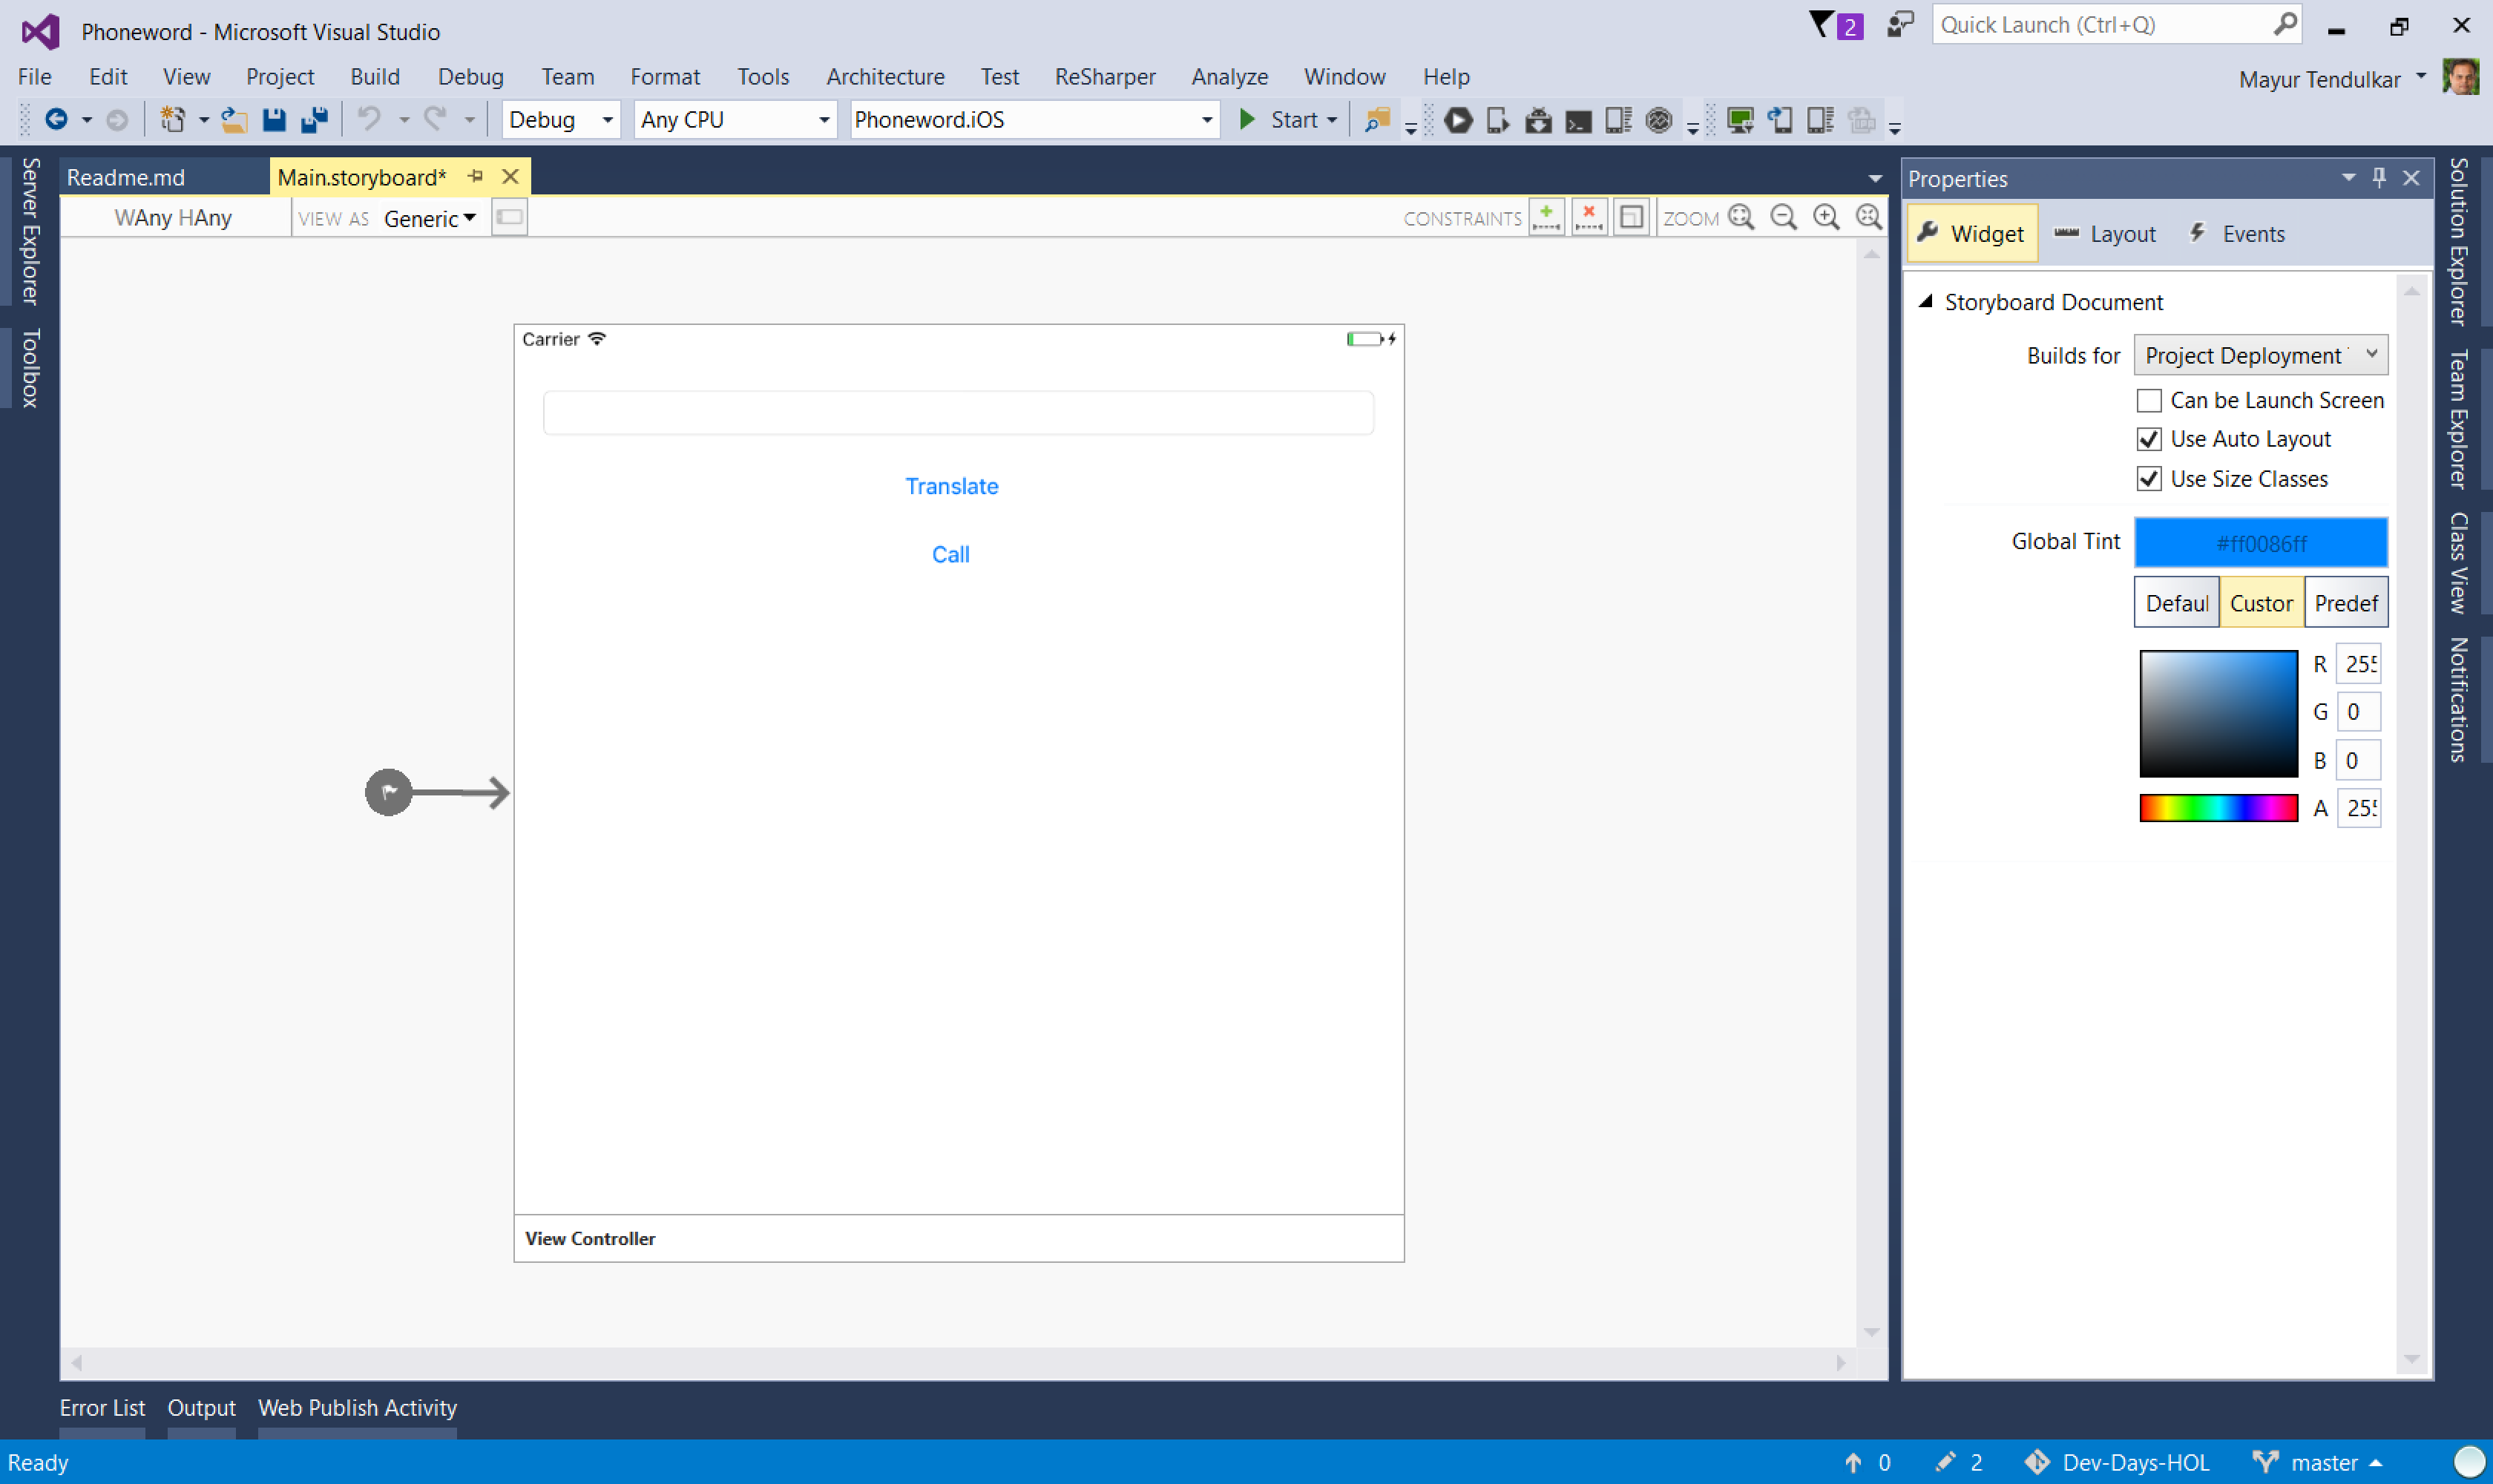 Phoneword - Microsoft Visual Studio
2
Quick Launch (Ctrl+Q)
File Edit View Project Build Debug Team Format Tools Architecture Test ReSharper Analyze Window Help
Mayur Tendulkar
Debug Any CPU Phoneword.iOS Start
Server Explorer
Toolbox
Readme.md Main.storyboard*
WAny HAny VIEW AS Generic CONSTRAINTS ZOOM
Carrier
Translate
Call
View Controller
Properties
Widget Layout Events
Storyboard Document
Builds for Project Deployment
Can be Launch Screen
Use Auto Layout
Use Size Classes
Global Tint #ff0086ff
Defaul Custor Predef
R 255
G 0
B 0
A 255
Solution Explorer
Team Explorer
Class View
Notifications
Error List Output Web Publish Activity
Ready 0 2 Dev-Days-HOL master